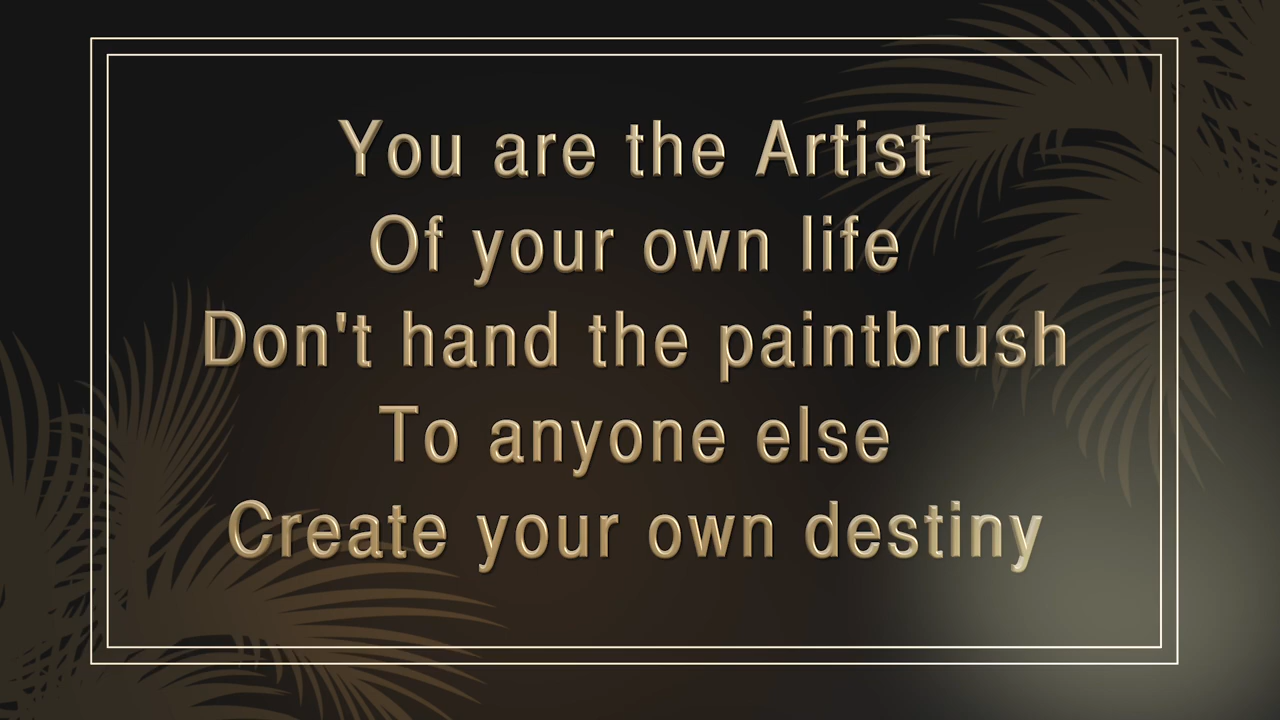 You are the Artist
Of your own life
Don't hand the paintbrush
To anyone else
Create your own destiny